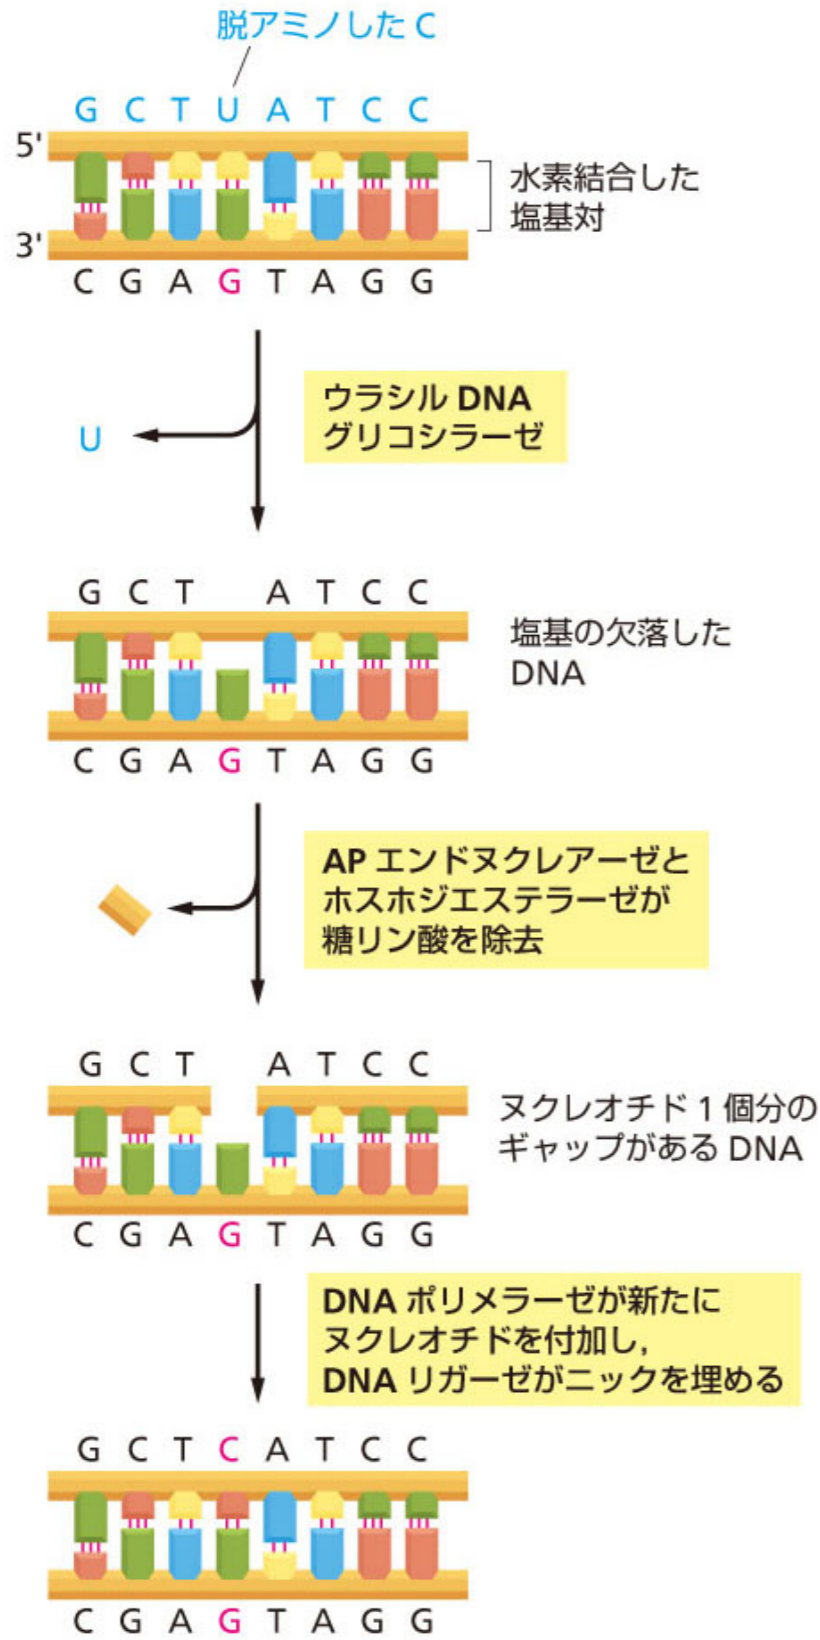 脱アミノした C
G C T U A T C C
5'
水素結合した
塩基対
3'
C G A G T A G G
ウラシル DNA
グリコシラーゼ
U
G C T A T C C
塩基の欠落した
DNA
C G A G T A G G
AP エンドヌクレアーゼと
ホスホジエステラーゼが
糖リン酸を除去
G C T A T C C
ヌクレオチド 1 個分の
ギャップがある DNA
C G A G T A G G
DNA ポリメラーゼが新たに
ヌクレオチドを付加し，
DNA リガーゼがニックを埋める
G C T C A T C C
C G A G T A G G